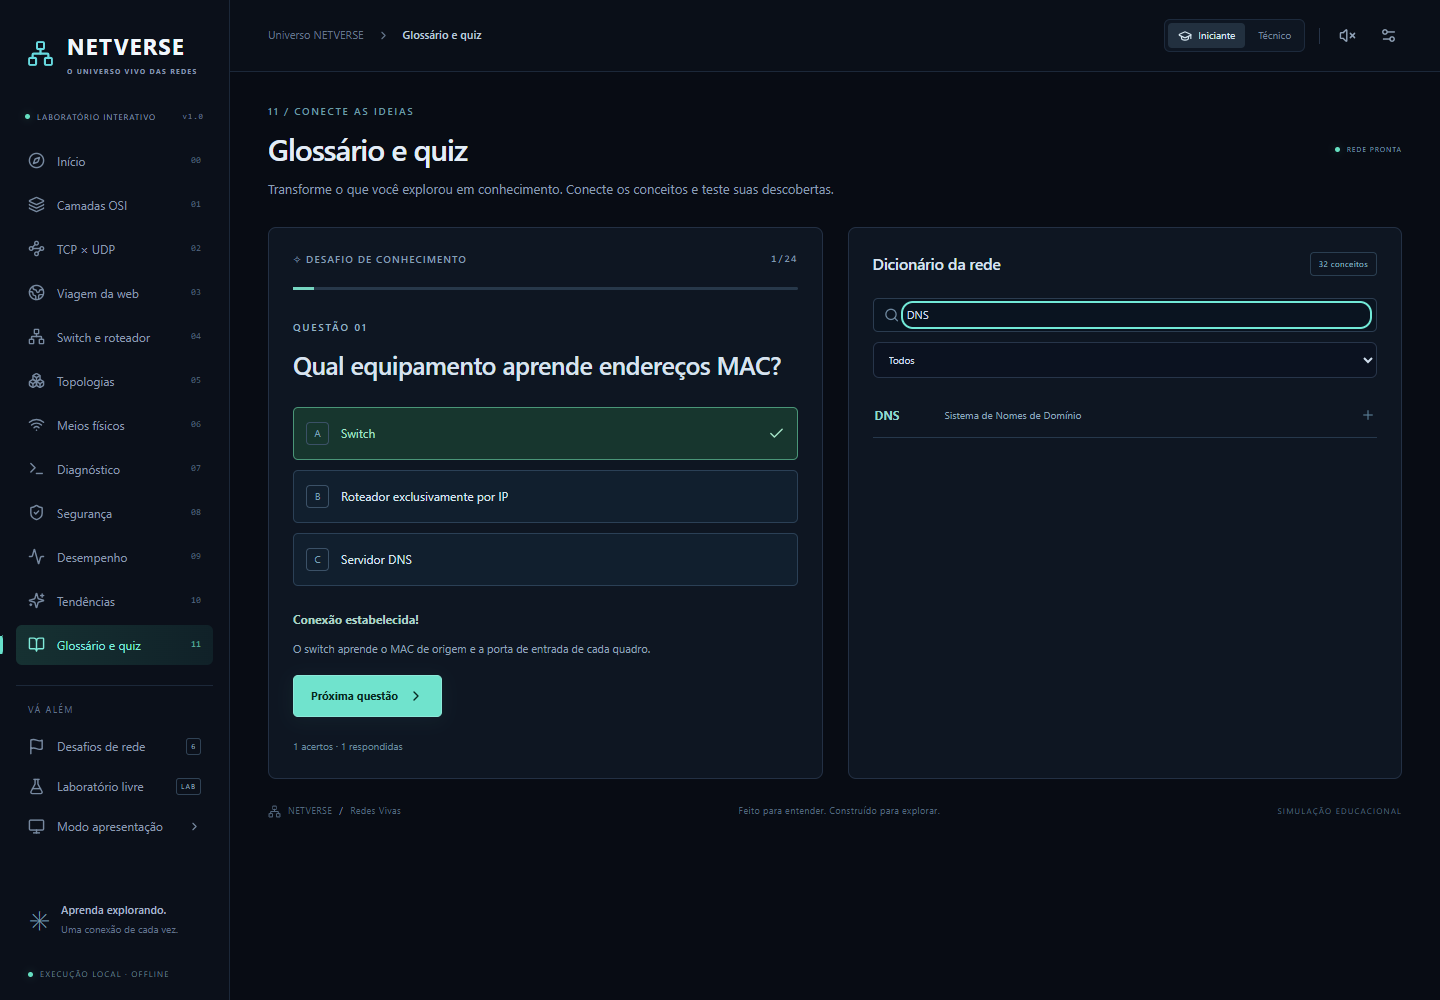 NETVERSE
O UNIVERSO VIVO DAS REDES
LABORATÓRIO INTERATIVO v1.0
Início 00
Camadas OSI 01
TCP × UDP 02
Viagem da web 03
Switch e roteador 04
Topologias 05
Meios físicos 06
Diagnóstico 07
Segurança 08
Desempenho 09
Tendências 10
Glossário e quiz 11
VÁ ALÉM
Desafios de rede 6
Laboratório livre LAB
Modo apresentação
Aprenda explorando.
Uma conexão de cada vez.
EXECUÇÃO LOCAL · OFFLINE
Universo NETVERSE > Glossário e quiz
Iniciante Técnico
11 / CONECTE AS IDEIAS
Glossário e quiz
REDE PRONTA
Transforme o que você explorou em conhecimento. Conecte os conceitos e teste suas descobertas.
DESAFIO DE CONHECIMENTO 1/24
QUESTÃO 01
Qual equipamento aprende endereços MAC?
A Switch
B Roteador exclusivamente por IP
C Servidor DNS
Conexão estabelecida!
O switch aprende o MAC de origem e a porta de entrada de cada quadro.
Próxima questão
1 acertos · 1 respondidas
Dicionário da rede 32 conceitos
DNS
Todos
DNS Sistema de Nomes de Domínio
NETVERSE / Redes Vivas
Feito para entender. Construído para explorar.
SIMULAÇÃO EDUCACIONAL